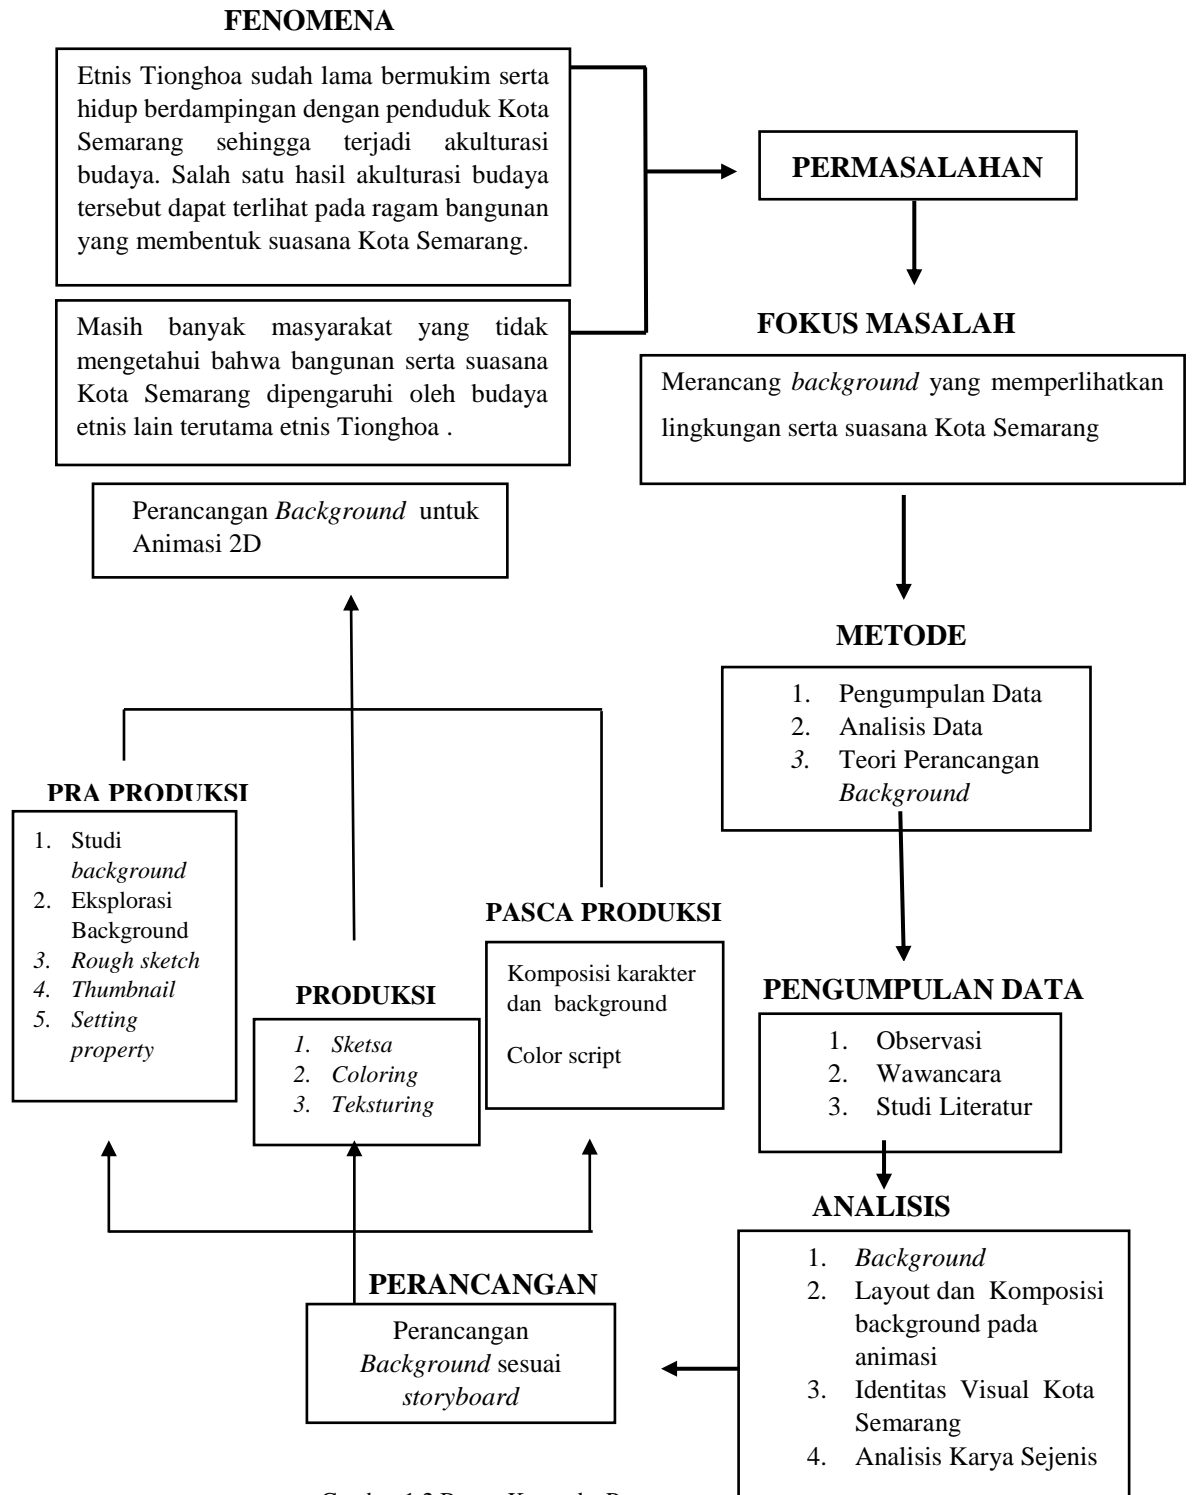 FENOMENA
Etnis Tionghoa sudah lama bermukim serta
hidup berdampingan dengan penduduk Kota
Semarang sehingga terjadi akulturasi
budaya. Salah satu hasil akulturasi budaya
tersebut dapat terlihat pada ragam bangunan
yang membentuk suasana Kota Semarang.
Masih banyak masyarakat yang tidak
mengetahui bahwa bangunan serta suasana
Kota Semarang dipengaruhi oleh budaya
etnis lain terutama etnis Tionghoa .
PERMASALAHAN
FOKUS MASALAH
Merancang background yang memperlihatkan
lingkungan serta suasana Kota Semarang
METODE
1. Pengumpulan Data
2. Analisis Data
3. Teori Perancangan
Background
PENGUMPULAN DATA
1. Observasi
2. Wawancara
3. Studi Literatur
ANALISIS
1. Background
2. Layout dan Komposisi
background pada
animasi
3. Identitas Visual Kota
Semarang
4. Analisis Karya Sejenis
PERANCANGAN
Perancangan
Background sesuai
storyboard
PRA PRODUKSI
1. Studi
background
2. Eksplorasi
Background
3. Rough sketch
4. Thumbnail
5. Setting
property
PRODUKSI
1. Sketsa
2. Coloring
3. Teksturing
PASCA PRODUKSI
Komposisi karakter
dan background
Color script
Perancangan Background untuk
Animasi 2D